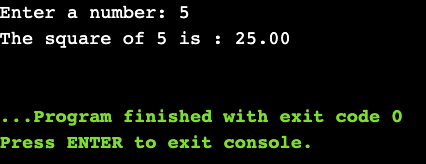 Enter a number: 5
The square of 5 is : 25.00
...Program finished with exit code 0
Press ENTER to exit console.